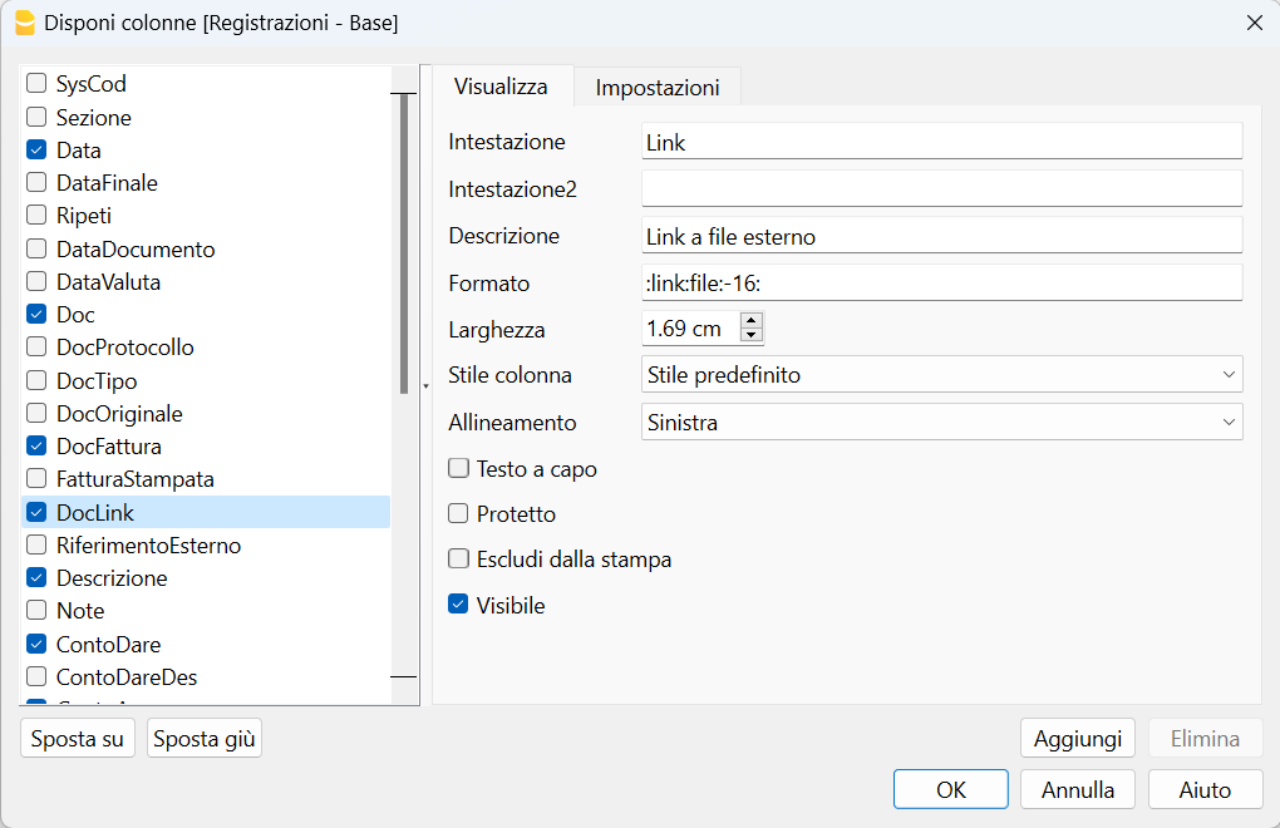 Disponi colonne [Registrazioni - Base]
SysCod
Sezione
Data
DataFinale
Ripeti
DataDocumento
DataValuta
Doc
DocProtocollo
DocTipo
DocOriginale
DocFattura
FatturaStampata
DocLink
RiferimentoEsterno
Descrizione
Note
ContoDare
ContoDareDes
Sposta su Sposta giù
Visualizza Impostazioni
Intestazione Link
Intestazione2
Descrizione Link a file esterno
Formato :link:file:-16:
Larghezza 1.69 cm
Stile colonna Stile predefinito
Allineamento Sinistra
Testo a capo
Protetto
Escludi dalla stampa
Visibile
Aggiungi Elimina
OK Annulla Aiuto